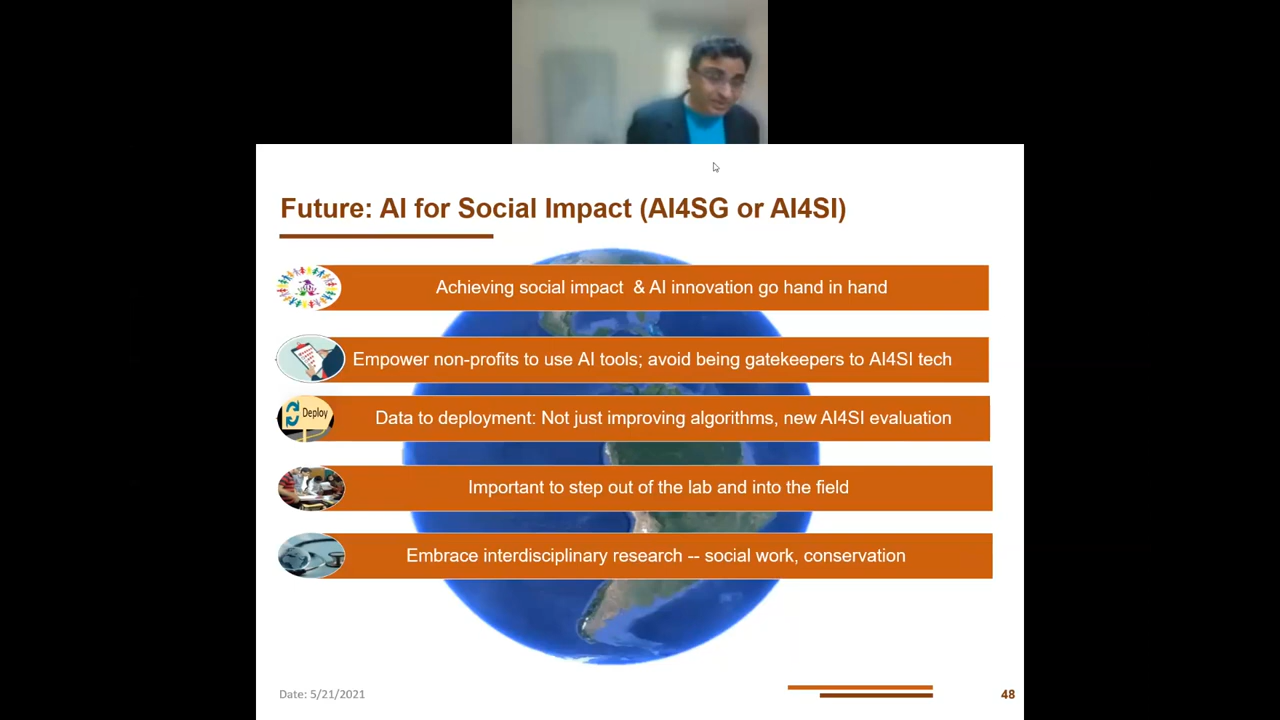 Future: AI for Social Impact (AI4SG or AI4SI)
Achieving social impact & AI innovation go hand in hand
Empower non-profits to use AI tools; avoid being gatekeepers to AI4SI tech
Deploy
Data to deployment: Not just improving algorithms, new AI4SI evaluation
Important to step out of the lab and into the field
Embrace interdisciplinary research -- social work, conservation
Date: 5/21/2021
48